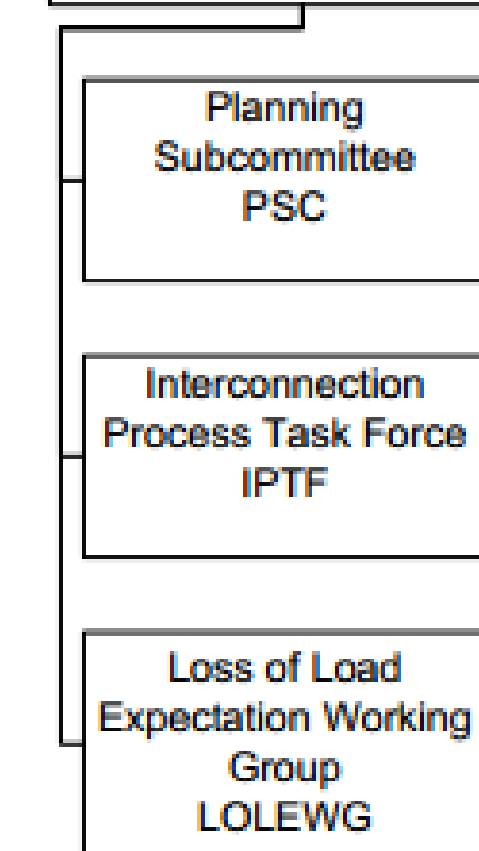 Planning
Subcommittee
PSC
Interconnection
Process Task Force
IPTF
Loss of Load
Expectation Working
Group
LOLEWG